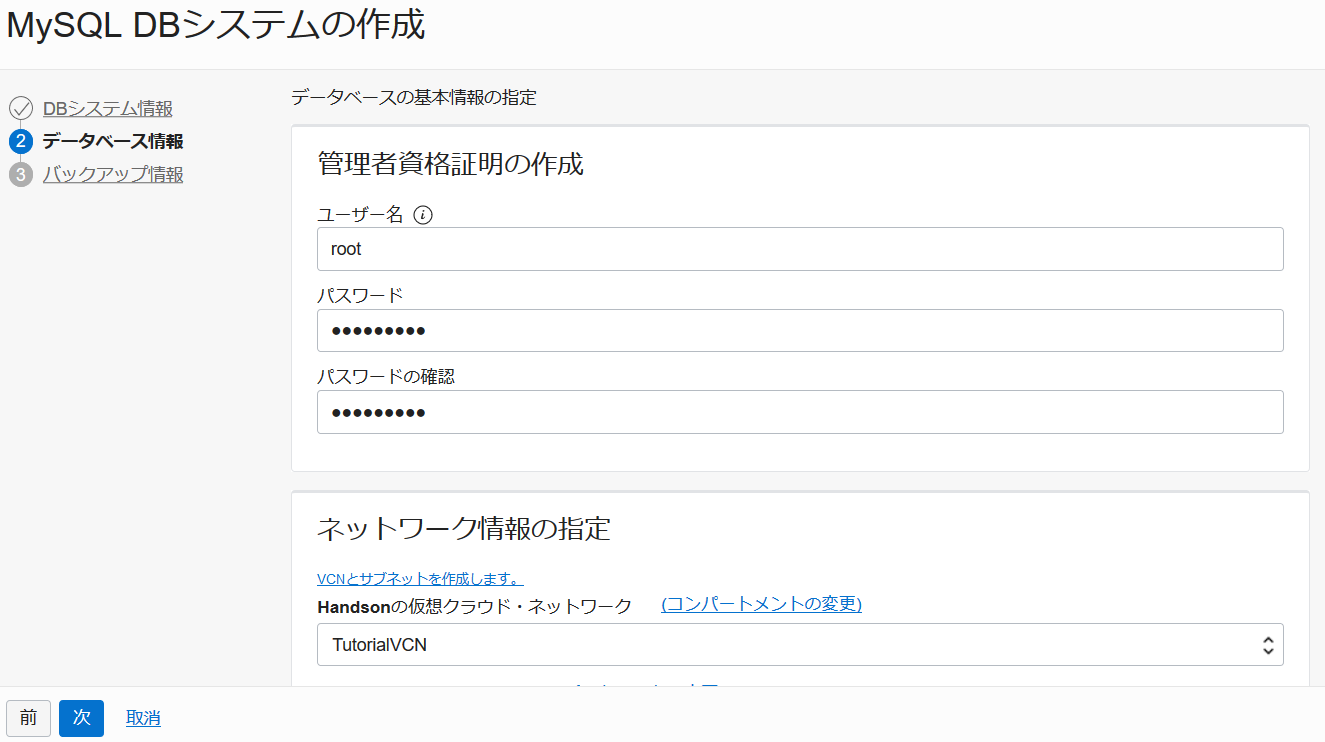 MySQL DBシステムの作成
DBシステム情報
2 データベース情報
3 バックアップ情報
データベースの基本情報の指定
管理者資格証明の作成
ユーザー名 i
root
パスワード
●●●●●●●●●
パスワードの確認
●●●●●●●●●
ネットワーク情報の指定
VCNとサブネットを作成します。
Handsonの仮想クラウド・ネットワーク (コンパートメントの変更)
TutorialVCN
前 次 取消